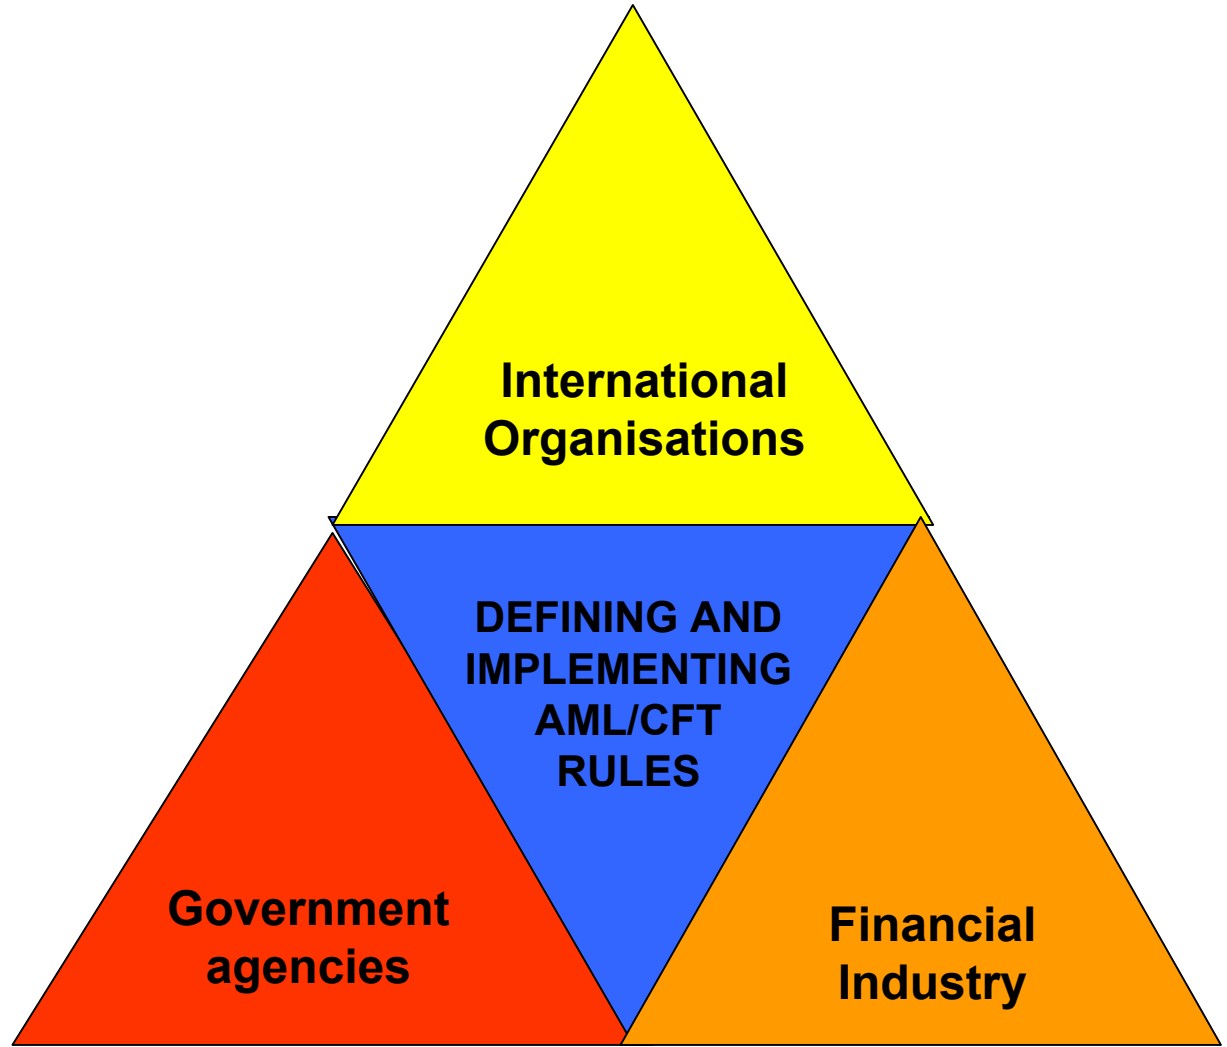 International
Organisations
DEFINING AND
IMPLEMENTING
AML/CFT
RULES
Government
agencies
Financial
Industry